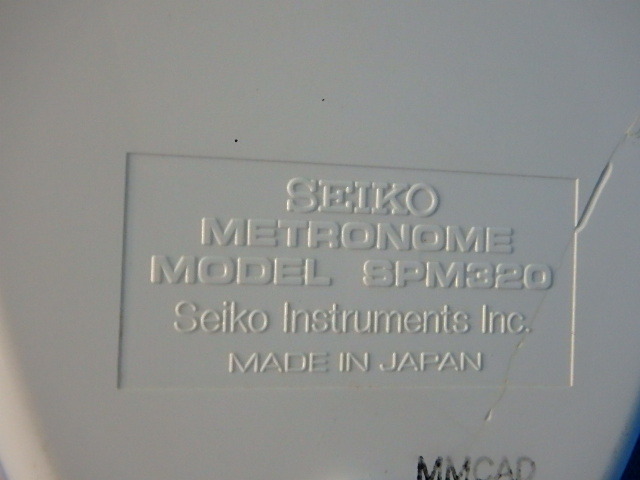 SEIKO
METRONOME
MODEL SPM320
Seiko Instruments Inc.
MADE IN JAPAN
MMCAD